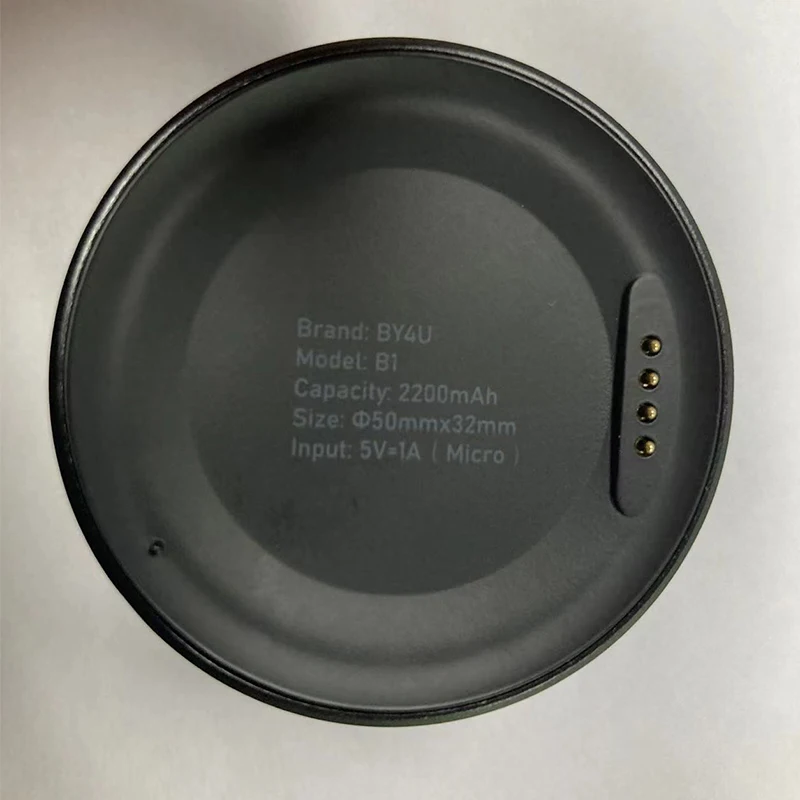 Brand: BY4U
Model: B1
Capacity: 2200mAh
Size: Φ50mmx32mm
Input: 5V=1A ( Micro )